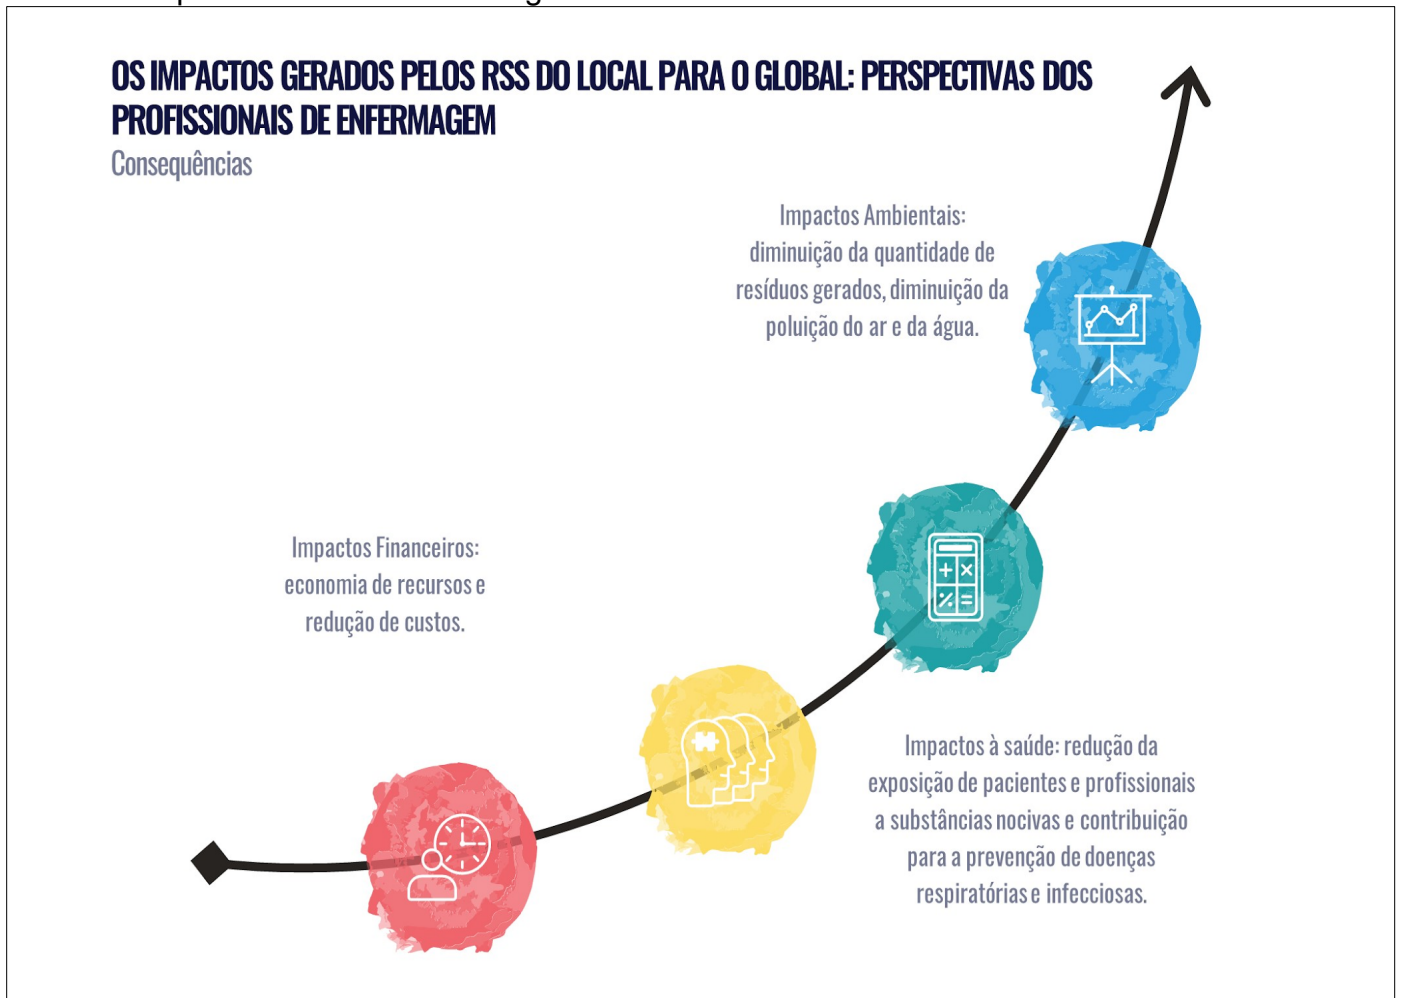 OS IMPACTOS GERADOS PELOS RSS DO LOCAL PARA O GLOBAL: PERSPECTIVAS DOS
PROFISSIONAIS DE ENFERMAGEM
Consequências
Impactos Ambientais:
diminuição da quantidade de
resíduos gerados, diminuição da
poluição do ar e da água.
Impactos Financeiros:
economia de recursos e
redução de custos.
Impactos à saúde: redução da
exposição de pacientes e profissionais
a substâncias nocivas e contribuição
para a prevenção de doenças
respiratórias e infecciosas.